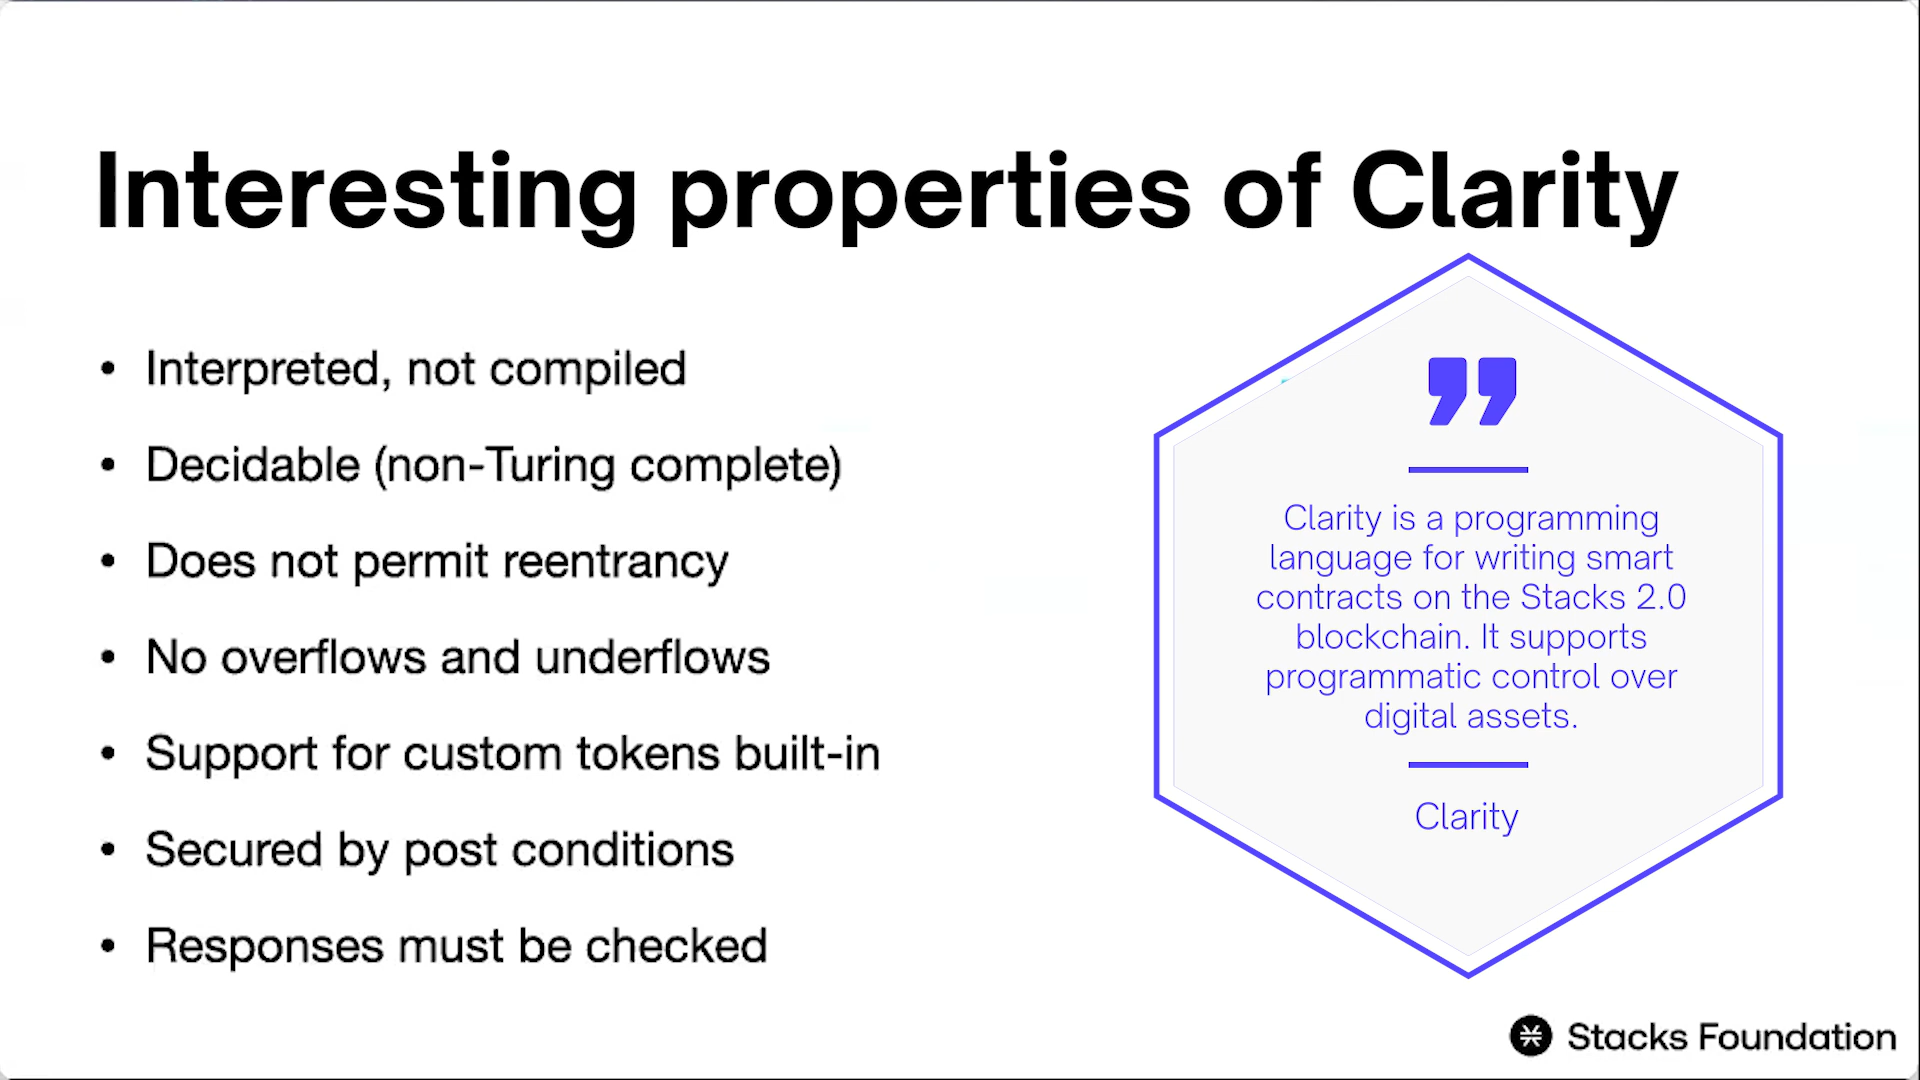 Interesting properties of Clarity
• Interpreted, not compiled
• Decidable (non-Turing complete)
• Does not permit reentrancy
• No overflows and underflows
• Support for custom tokens built-in
• Secured by post conditions
• Responses must be checked
”
Clarity is a programming
language for writing smart
contracts on the Stacks 2.0
blockchain. It supports
programmatic control over
digital assets.
Clarity
Stacks Foundation